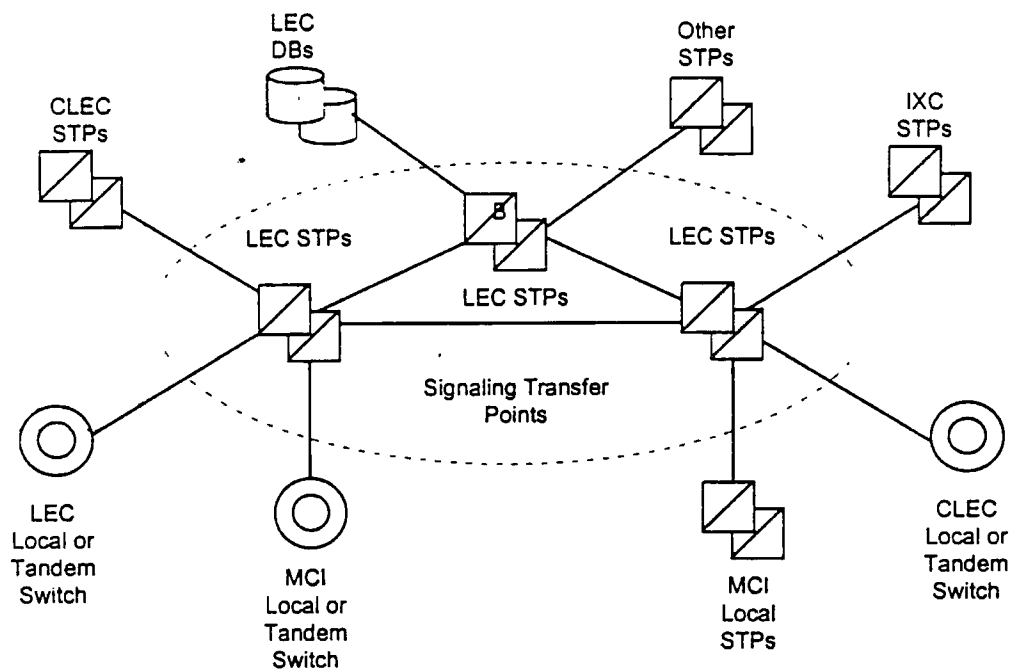 LEC
DBs
Other
STPs
CLEC
STPs
IXC
STPs
B
LEC STPs
LEC STPs
LEC STPs
Signaling Transfer
Points
LEC
Local or
Tandem
Switch
MCI
Local or
Tandem
Switch
MCI
Local
STPs
CLEC
Local or
Tandem
Switch